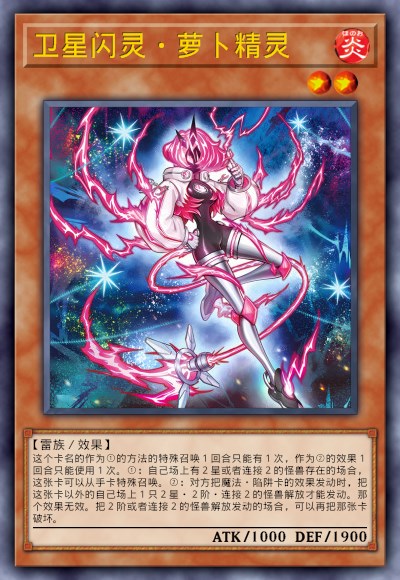 卫星闪灵・萝卜精灵
ほのお
炎
【雷族／效果】
这个卡名的作为①的方法的特殊召唤1回合只能有1次，作为②的效果1
回合只能使用1次。①：自己场上有2星或者连接2的怪兽存在的场合，
这张卡可以从手卡特殊召唤。②：对方把魔法・陷阱卡的效果发动时，把
这张卡以外的自己场上1只2星・2阶・连接2的怪兽解放才能发动。那
个效果无效。把2阶或者连接2的怪兽解放发动的场合，可以再把那张卡
破坏。
ATK/1000 DEF/1900